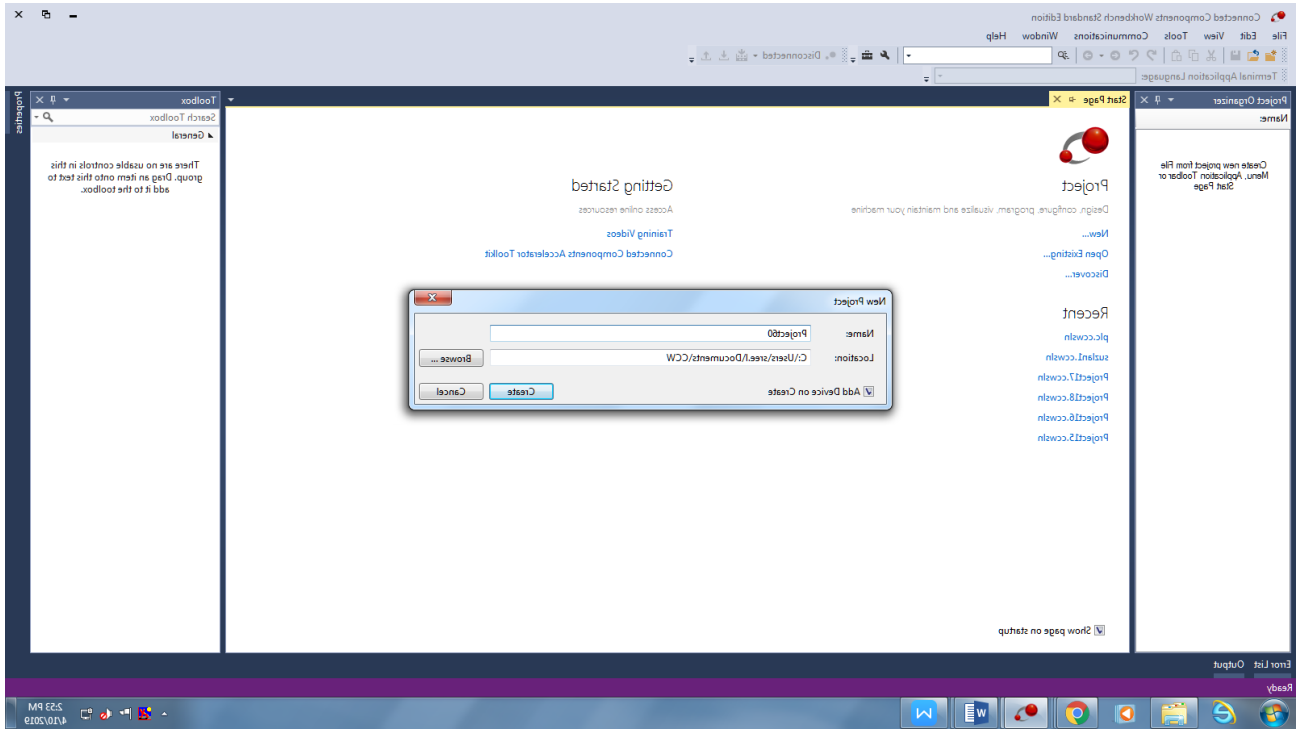 Connected Components Workbench Standard Edition
File Edit View Tools Communications Window Help
Disconnected
Terminal Application Language:
Project Organizer
Name:
Create new project from File
Menu, Application Toolbar or
Start Page
Start Page
Project
Design, configure, program, visualize and maintain your machine
New...
Open Existing...
Discover...
Recent
plc.ccwsln
suzlan1.ccwsln
Project17.ccwsln
Project18.ccwsln
Project16.ccwsln
Project15.ccwsln
Getting Started
Access online resources
Training Videos
Connected Components Accelerator Toolkit
New Project
Name: Project60
Location: C:\Users\sree.l\Documents\CCW
Browse ...
Add Device on Create
Create Cancel
Show page on startup
Toolbox
Search Toolbox
General
There are no usable controls in this
group. Drag an item onto this text to
add it to the toolbox.
Properties
Error List Output
Ready
W
2:53 PM
4/10/2019